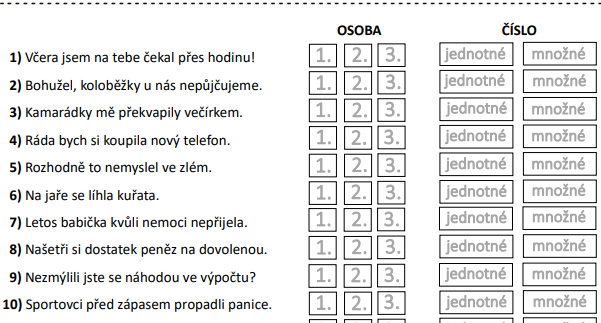 OSOBA ČÍSLO
1) Včera jsem na tebe čekal přes hodinu! 1. 2. 3. jednotné množné
2) Bohužel, koloběžky u nás nepůjčujeme. 1. 2. 3. jednotné množné
3) Kamarádky mě překvapily večírkem. 1. 2. 3. jednotné množné
4) Ráda bych si koupila nový telefon. 1. 2. 3. jednotné množné
5) Rozhodně to nemyslel ve zlém. 1. 2. 3. jednotné množné
6) Na jaře se líhla kuřata. 1. 2. 3. jednotné množné
7) Letos babička kvůli nemoci nepřijela. 1. 2. 3. jednotné množné
8) Našetři si dostatek peněz na dovolenou. 1. 2. 3. jednotné množné
9) Nezmýlili jste se náhodou ve výpočtu? 1. 2. 3. jednotné množné
10) Sportovci před zápasem propadli panice. 1. 2. 3. jednotné množné